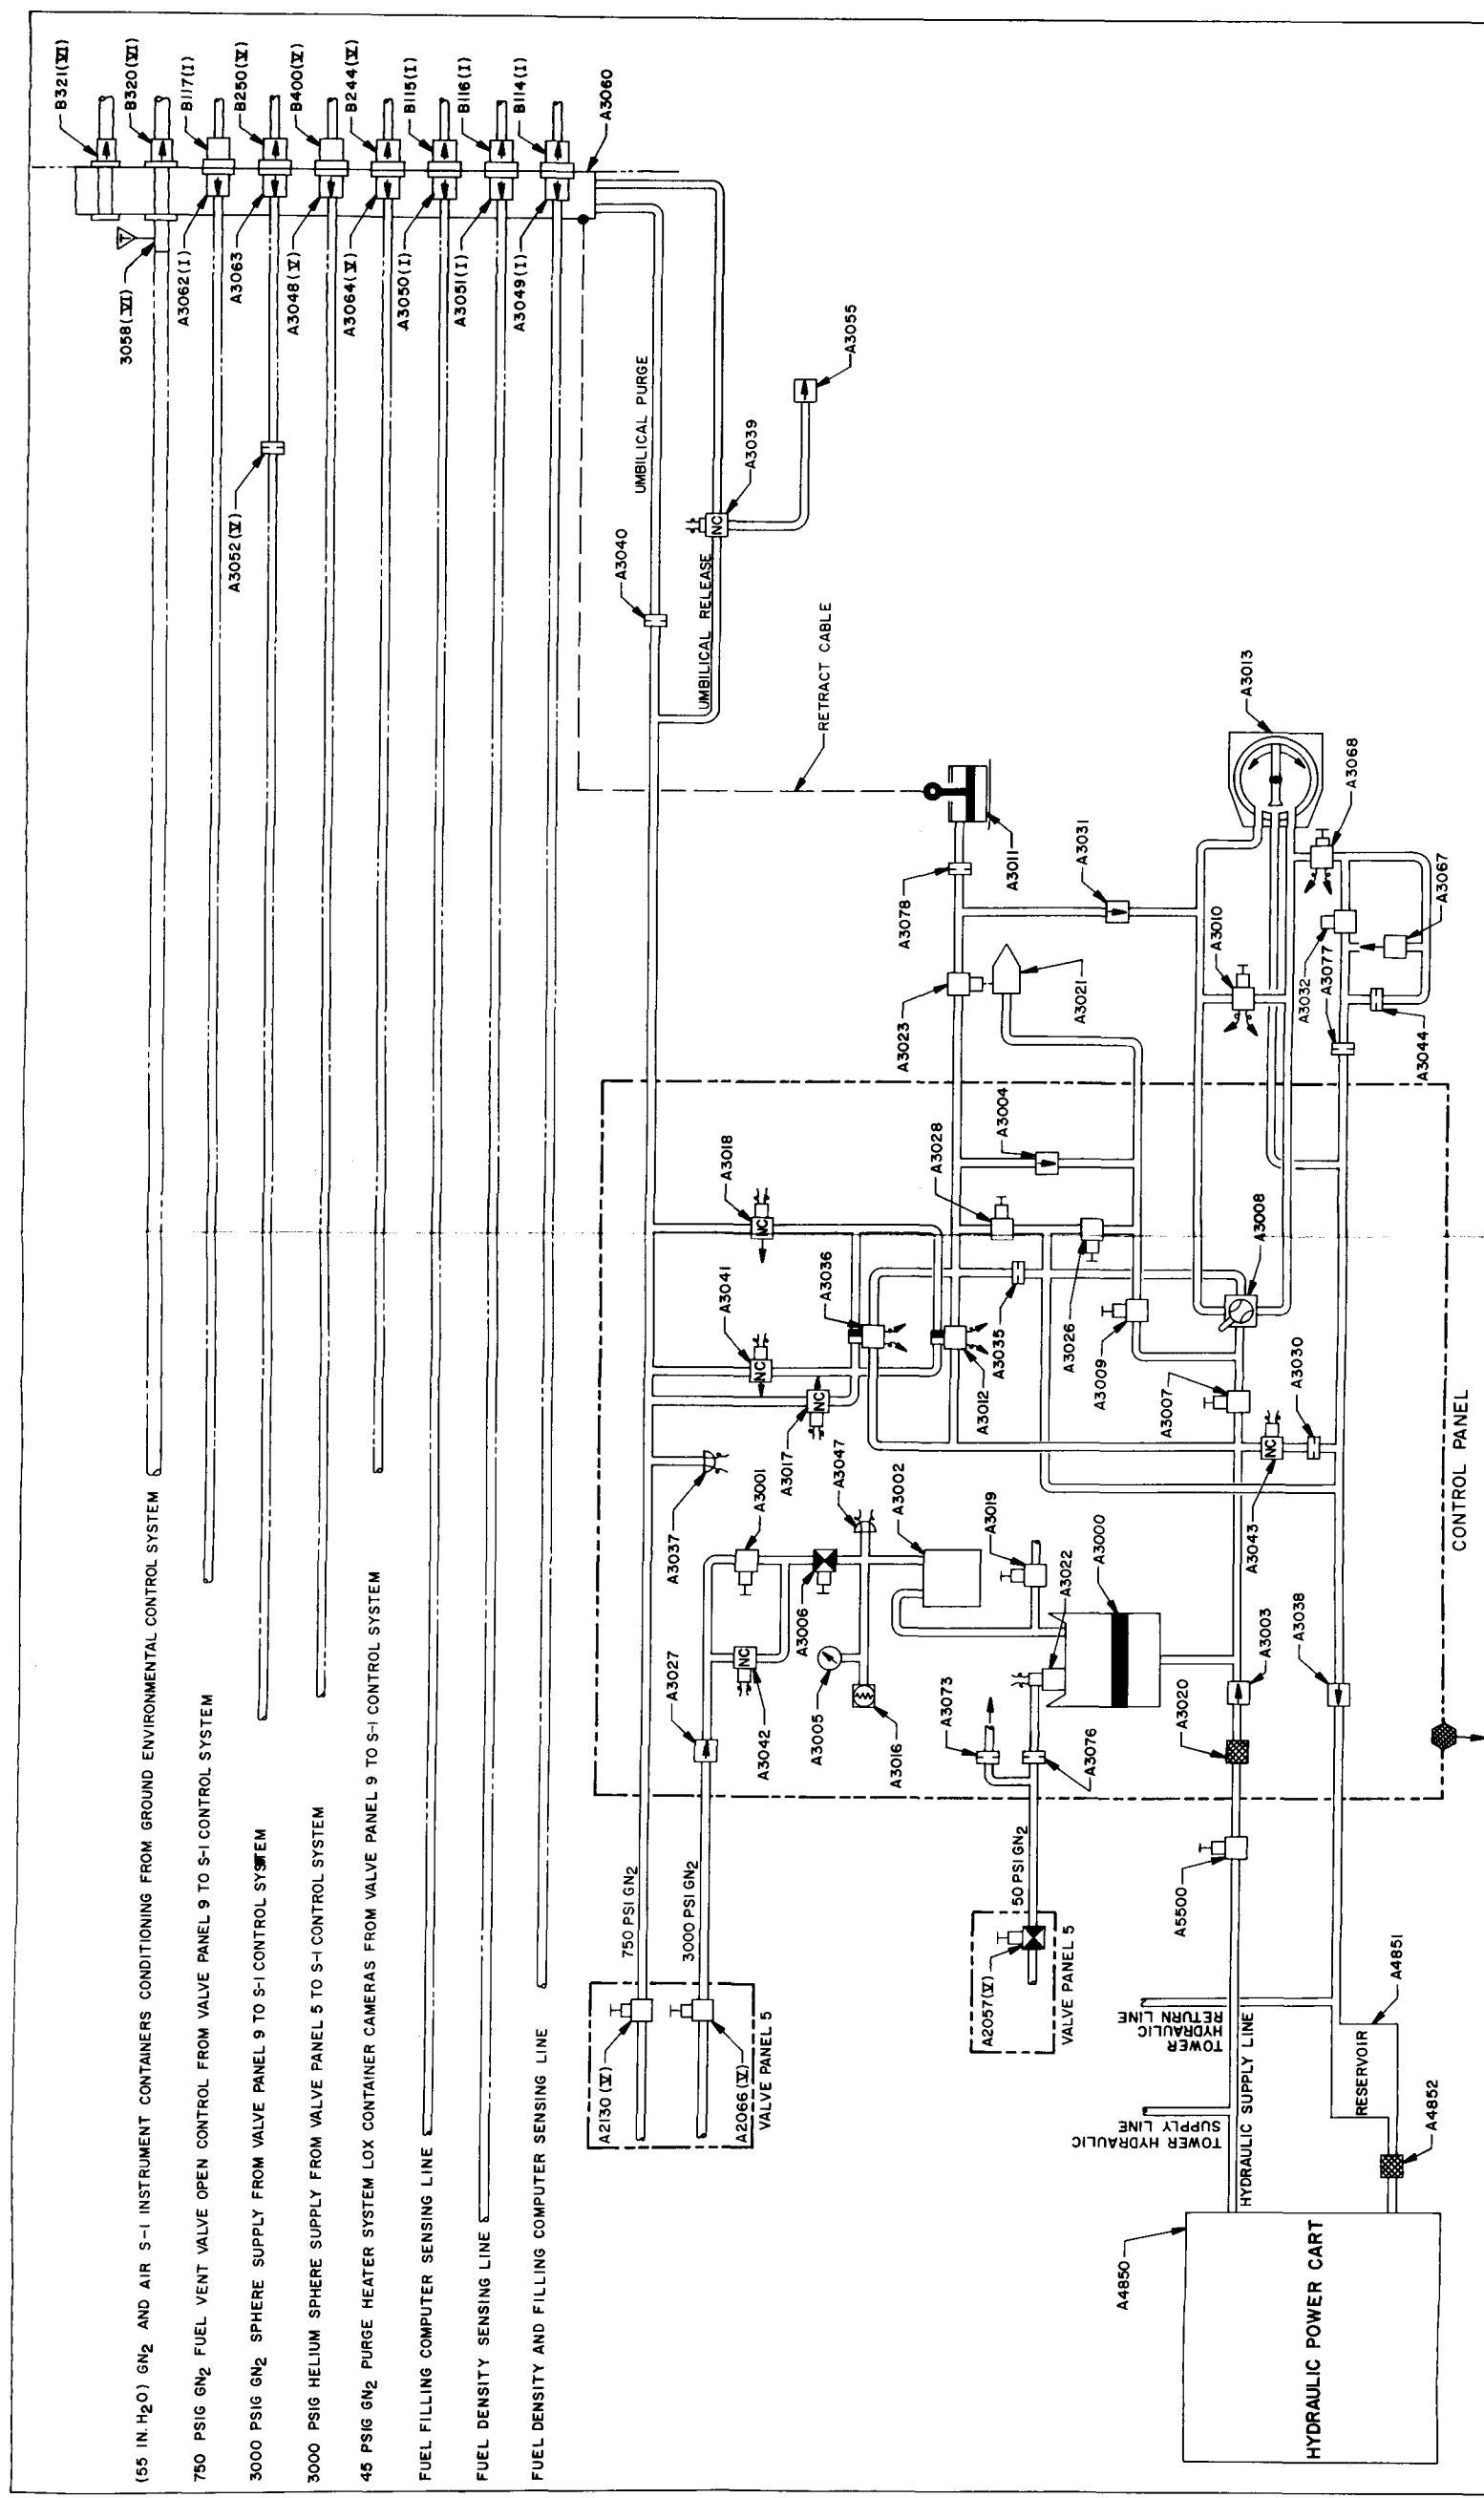 (55 IN. H2O) GN2 AND AIR S-I INSTRUMENT CONTAINERS CONDITIONING FROM GROUND ENVIRONMENTAL CONTROL SYSTEM
750 PSIG GN2 FUEL VENT VALVE OPEN CONTROL FROM VALVE PANEL 9 TO S-I CONTROL SYSTEM
3000 PSIG GN2 SPHERE SUPPLY FROM VALVE PANEL 9 TO S-I CONTROL SYSTEM
3000 PSIG HELIUM SPHERE SUPPLY FROM VALVE PANEL 5 TO S-I CONTROL SYSTEM
45 PSIG GN2 PURGE HEATER SYSTEM LOX CONTAINER CAMERAS FROM VALVE PANEL 9 TO S-I CONTROL SYSTEM
FUEL FILLING COMPUTER SENSING LINE
FUEL DENSITY SENSING LINE
FUEL DENSITY AND FILLING COMPUTER SENSING LINE
B321(VI)
B320(VI)
B117(I)
B250(V)
B400(V)
B244(V)
B115(I)
B116(I)
B114(I)
A3060
T
3058(VI)
A3062(I)
A3063
A3048(V)
A3064(V)
A3050(I)
A3051(I)
A3049(I)
A3052(V)
UMBILICAL PURGE
A3040
UMBILICAL RELEASE
NC
A3039
A3055
RETRACT CABLE
A2130(V)
A2066(V)
VALVE PANEL 5
750 PSI GN2
3000 PSI GN2
A3037
A3041
NC
A3018
NC
A3017
NC
A3027
A3042
NC
A3001
A3006
A3047
A3005
A3016
A3002
A3036
A3012
A3035
A3028
A3004
A3026
A3009
A3023
A3021
A3078
A3011
A3031
A2057(V)
VALVE PANEL 5
50 PSI GN2
A3073
A3076
A3019
A3022
A3000
A3007
A3008
A3043
NC
A3030
A3003
A3020
A3038
A5500
A3010
A3013
A3068
A3032
A3077
A3067
A3044
CONTROL PANEL
TOWER HYDRAULIC
SUPPLY LINE
TOWER
HYDRAULIC
RETURN LINE
HYDRAULIC SUPPLY LINE
RESERVOIR
A4851
A4852
A4850
HYDRAULIC POWER CART